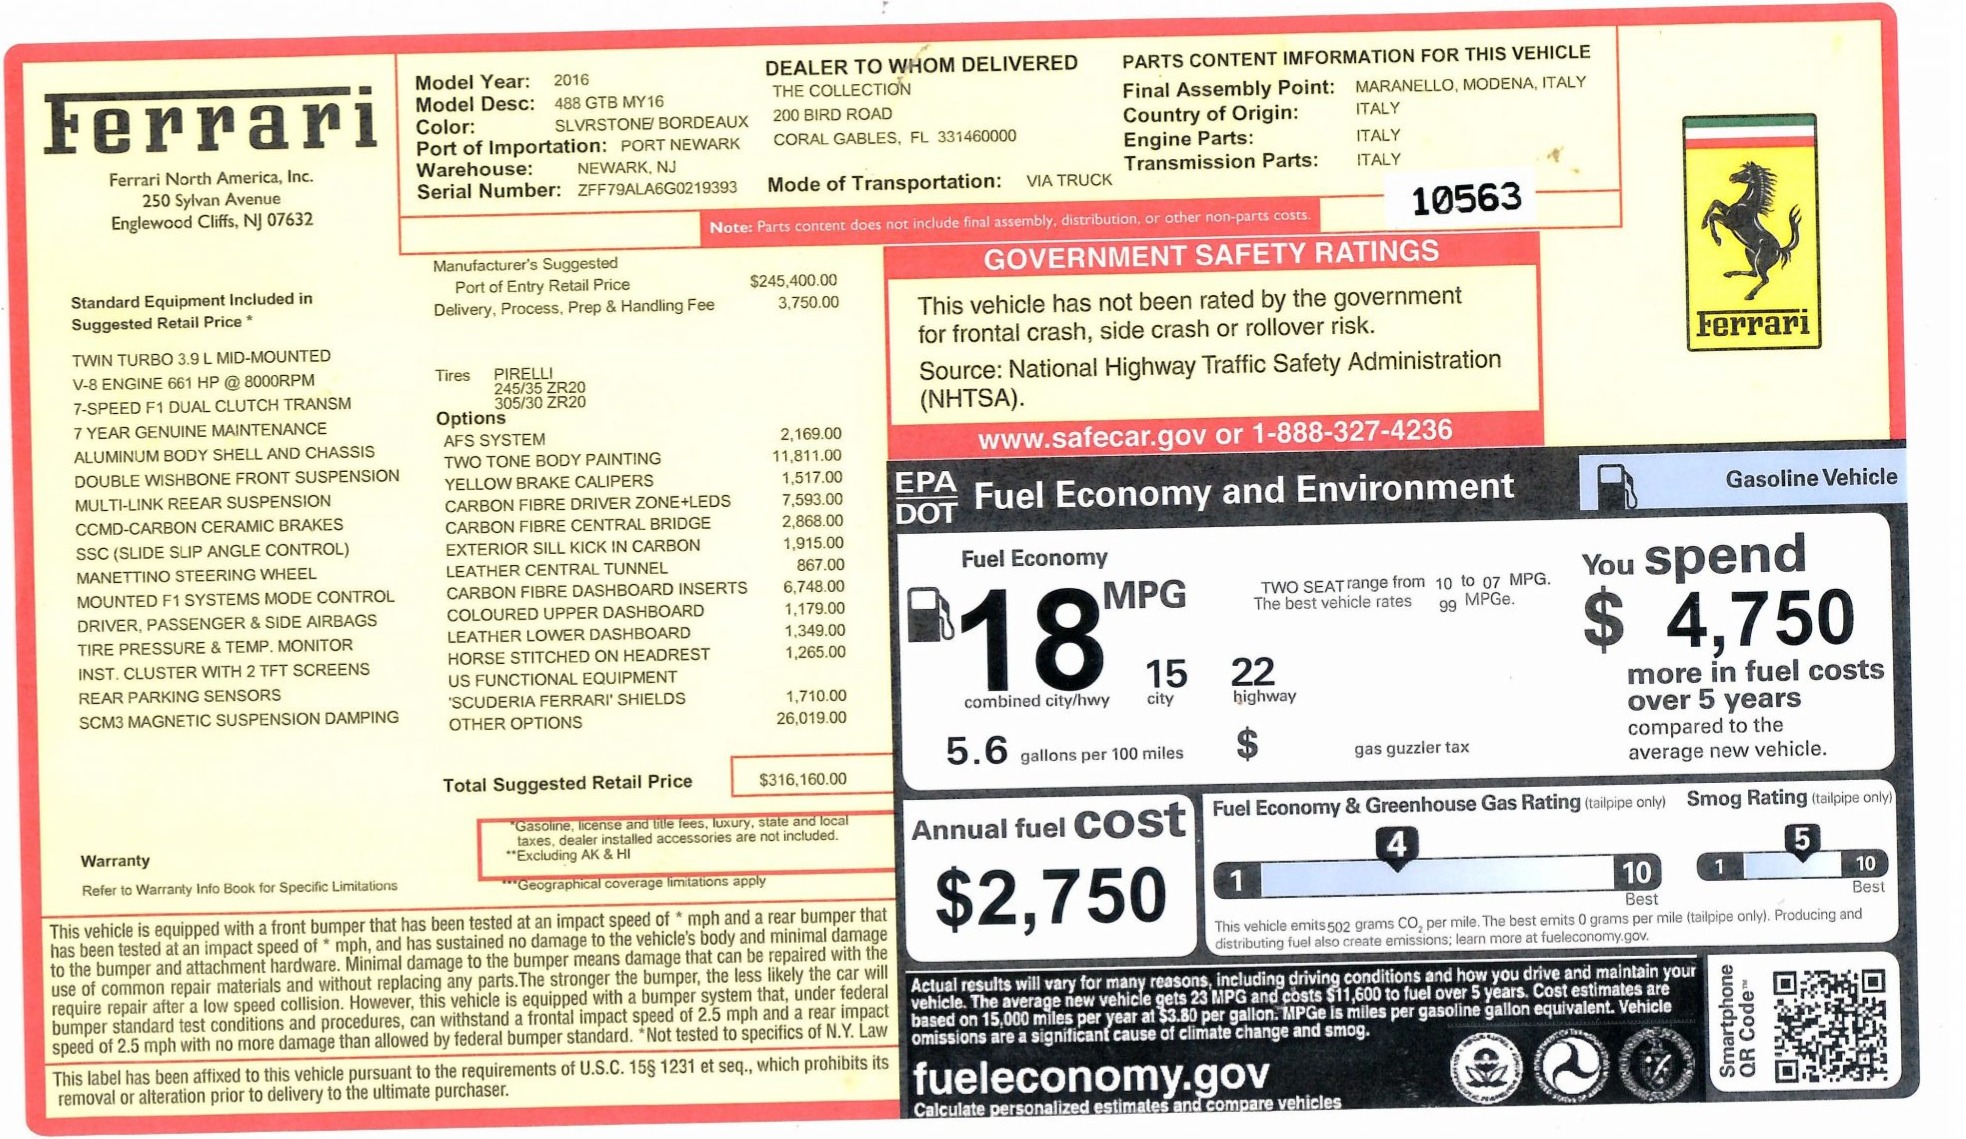 Ferrari
Ferrari North America, Inc.
250 Sylvan Avenue
Englewood Cliffs, NJ 07632
Model Year: 2016
Model Desc: 488 GTB MY16
Color: SLVRSTONE/ BORDEAUX
Port of Importation: PORT NEWARK
Warehouse: NEWARK, NJ
Serial Number: ZFF79ALA6G0219393
DEALER TO WHOM DELIVERED
THE COLLECTION
200 BIRD ROAD
CORAL GABLES, FL 331460000
Mode of Transportation: VIA TRUCK
PARTS CONTENT IMFORMATION FOR THIS VEHICLE
Final Assembly Point: MARANELLO, MODENA, ITALY
Country of Origin: ITALY
Engine Parts: ITALY
Transmission Parts: ITALY
10563
Note: Parts content does not include final assembly, distribution, or other non-parts costs.
Ferrari
Standard Equipment Included in
Suggested Retail Price *
TWIN TURBO 3.9 L MID-MOUNTED
V-8 ENGINE 661 HP @ 8000RPM
7-SPEED F1 DUAL CLUTCH TRANSM
7 YEAR GENUINE MAINTENANCE
ALUMINUM BODY SHELL AND CHASSIS
DOUBLE WISHBONE FRONT SUSPENSION
MULTI-LINK REEAR SUSPENSION
CCMD-CARBON CERAMIC BRAKES
SSC (SLIDE SLIP ANGLE CONTROL)
MANETTINO STEERING WHEEL
MOUNTED F1 SYSTEMS MODE CONTROL
DRIVER, PASSENGER & SIDE AIRBAGS
TIRE PRESSURE & TEMP. MONITOR
INST. CLUSTER WITH 2 TFT SCREENS
REAR PARKING SENSORS
SCM3 MAGNETIC SUSPENSION DAMPING
Warranty
Refer to Warranty Info Book for Specific Limitations
Manufacturer's Suggested
Port of Entry Retail Price $245,400.00
Delivery, Process, Prep & Handling Fee 3,750.00
Tires PIRELLI
245/35 ZR20
305/30 ZR20
Options
AFS SYSTEM 2,169.00
TWO TONE BODY PAINTING 11,811.00
YELLOW BRAKE CALIPERS 1,517.00
CARBON FIBRE DRIVER ZONE+LEDS 7,593.00
CARBON FIBRE CENTRAL BRIDGE 2,868.00
EXTERIOR SILL KICK IN CARBON 1,915.00
LEATHER CENTRAL TUNNEL 867.00
CARBON FIBRE DASHBOARD INSERTS 6,748.00
COLOURED UPPER DASHBOARD 1,179.00
LEATHER LOWER DASHBOARD 1,349.00
HORSE STITCHED ON HEADREST 1,265.00
US FUNCTIONAL EQUIPMENT
'SCUDERIA FERRARI' SHIELDS 1,710.00
OTHER OPTIONS 26,019.00
Total Suggested Retail Price $316,160.00
*Gasoline, license and title fees, luxury, state and local
taxes, dealer installed accessories are not included.
**Excluding AK & HI
***Geographical coverage limitations apply
This vehicle is equipped with a front bumper that has been tested at an impact speed of * mph and a rear bumper that
has been tested at an impact speed of * mph, and has sustained no damage to the vehicle's body and minimal damage
to the bumper and attachment hardware. Minimal damage to the bumper means damage that can be repaired with the
use of common repair materials and without replacing any parts.The stronger the bumper, the less likely the car will
require repair after a low speed collision. However, this vehicle is equipped with a bumper system that, under federal
bumper standard test conditions and procedures, can withstand a frontal impact speed of 2.5 mph and a rear impact
speed of 2.5 mph with no more damage than allowed by federal bumper standard. *Not tested to specifics of N.Y. Law
This label has been affixed to this vehicle pursuant to the requirements of U.S.C. 15§ 1231 et seq., which prohibits its
removal or alteration prior to delivery to the ultimate purchaser.
GOVERNMENT SAFETY RATINGS
This vehicle has not been rated by the government
for frontal crash, side crash or rollover risk.
Source: National Highway Traffic Safety Administration
(NHTSA).
www.safecar.gov or 1-888-327-4236
EPA
DOT
Fuel Economy and Environment
Gasoline Vehicle
Fuel Economy
18 MPG
combined city/hwy
15
city
22
highway
TWO SEAT range from 10 to 07 MPG.
The best vehicle rates 99 MPGe.
5.6 gallons per 100 miles
$ gas guzzler tax
You spend
$ 4,750
more in fuel costs
over 5 years
compared to the
average new vehicle.
Annual fuel cost
$2,750
Fuel Economy & Greenhouse Gas Rating (tailpipe only)
4
1 10
Best
Smog Rating (tailpipe only)
5
1 10
Best
This vehicle emits 502 grams CO2 per mile. The best emits 0 grams per mile (tailpipe only). Producing and
distributing fuel also create emissions; learn more at fueleconomy.gov.
Actual results will vary for many reasons, including driving conditions and how you drive and maintain your
vehicle. The average new vehicle gets 23 MPG and costs $11,600 to fuel over 5 years. Cost estimates are
based on 15,000 miles per year at $3.80 per gallon. MPGe is miles per gasoline gallon equivalent. Vehicle
omissions are a significant cause of climate change and smog.
fueleconomy.gov
Calculate personalized estimates and compare vehicles
Smartphone
QR Code™